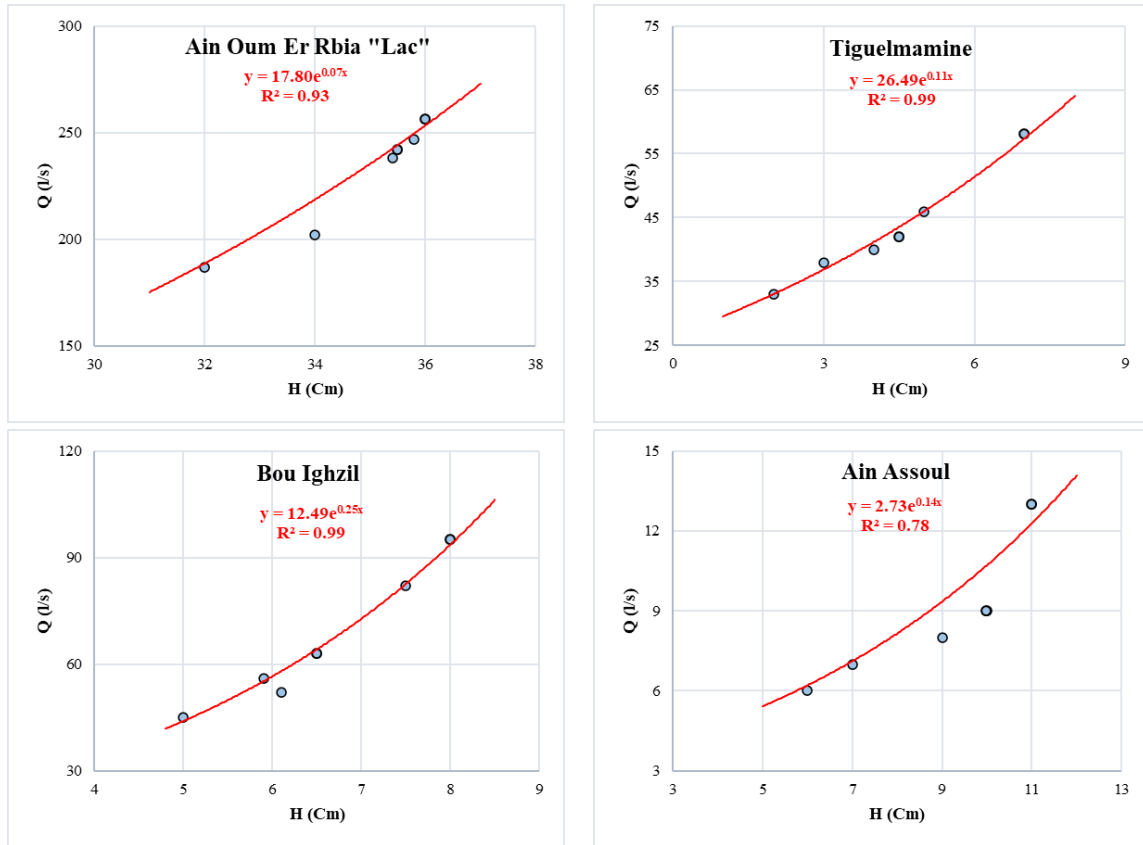 Ain Oum Er Rbia "Lac"
y = 17.80e^0.07x
R² = 0.93
Q (l/s)
300
250
200
150
30 32 34 36 38
H (Cm)
Tiguelmamine
y = 26.49e^0.11x
R² = 0.99
Q (l/s)
75
65
55
45
35
25
0 3 6 9
H (Cm)
Bou Ighzil
y = 12.49e^0.25x
R² = 0.99
Q (l/s)
120
90
60
30
4 5 6 7 8 9
H (Cm)
Ain Assoul
y = 2.73e^0.14x
R² = 0.78
Q (l/s)
15
12
9
6
3
3 5 7 9 11 13
H (Cm)